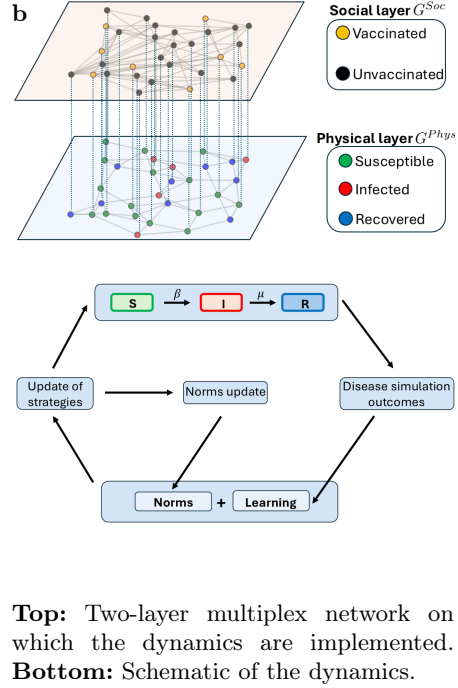 b
Social layer G^Soc
Vaccinated
Unvaccinated
Physical layer G^Phys
Susceptible
Infected
Recovered
S β I μ R
Update of
strategies
Norms update
Disease simulation
outcomes
Norms + Learning
Top: Two-layer multiplex network on
which the dynamics are implemented.
Bottom: Schematic of the dynamics.